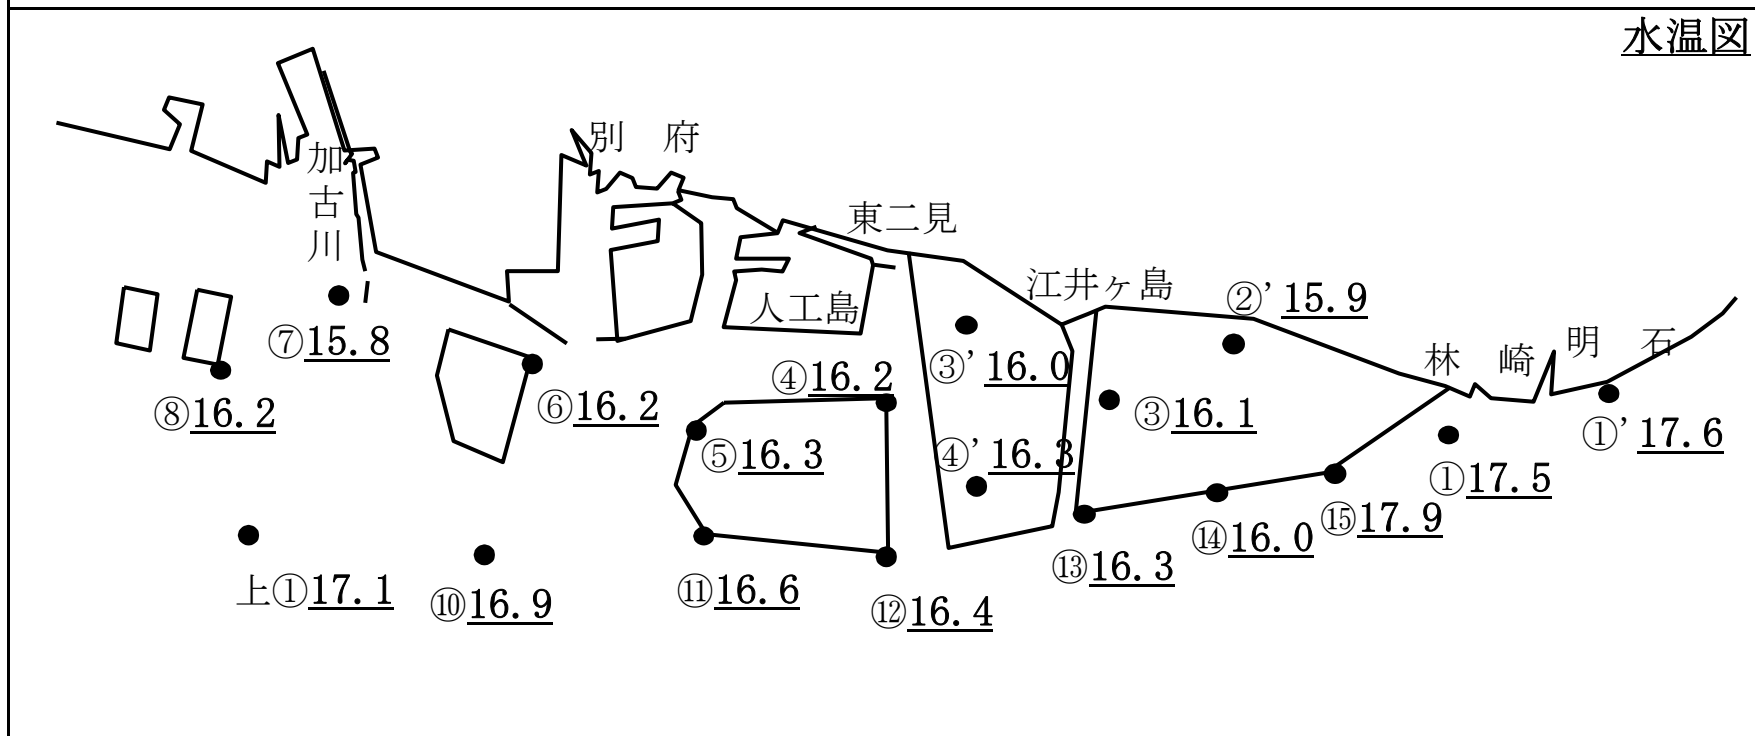 水温図
別 府
加古川
東二見
江井ヶ島
人工島
②' 15.9
林 崎
明 石
⑦15.8
③' 16.0
④16.2
⑧16.2
⑥16.2
③16.1
①' 17.6
⑤16.3
④' 16.3
①17.5
⑮17.9
⑭16.0
⑬16.3
上①17.1
⑩16.9
⑪16.6
⑫16.4